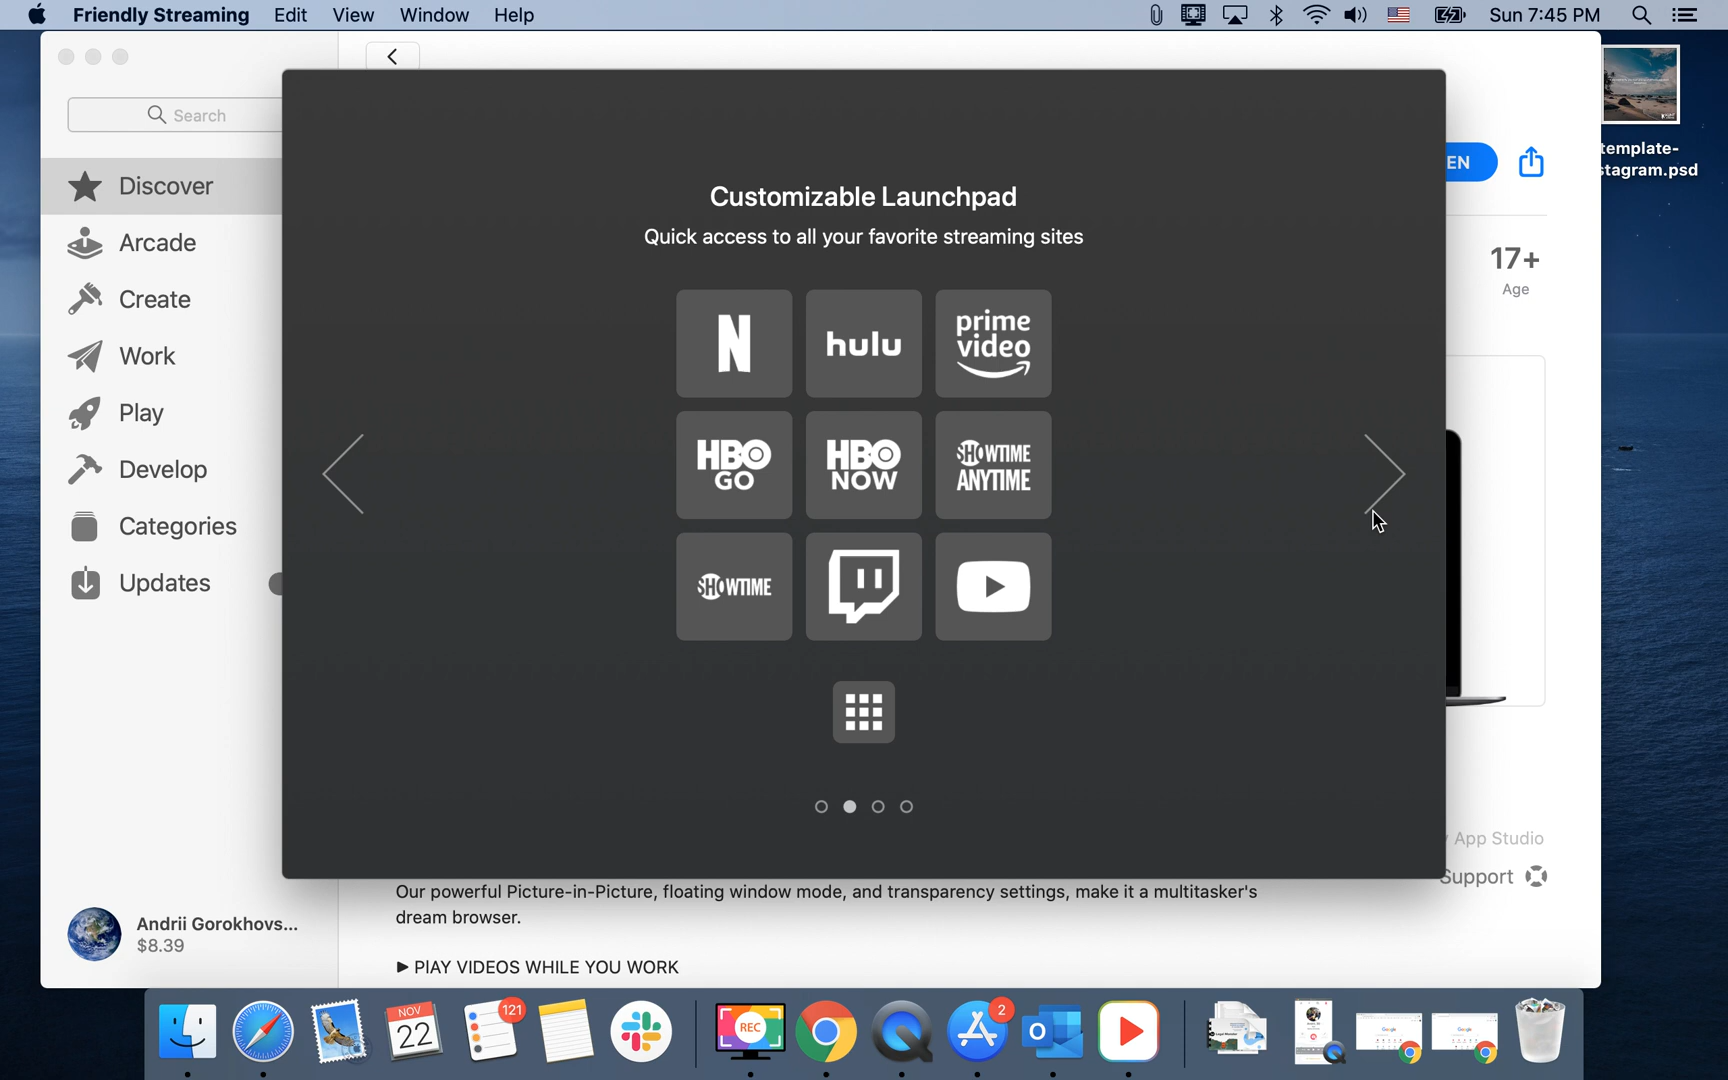 Friendly Streaming Edit View Window Help
Sun 7:45 PM
Search
Discover
Arcade
Create
Work
Play
Develop
Categories
Updates
Andrii Gorokhovs...
$8.39
template-
stagram.psd
EN
17+
Age
Customizable Launchpad
Quick access to all your favorite streaming sites
N
hulu
prime
video
HBO
GO
HBO
NOW
SHOWTIME
ANYTIME
SHOWTIME
App Studio
Support
Our powerful Picture-in-Picture, floating window mode, and transparency settings, make it a multitasker's
dream browser.
► PlAY VIDEOS WHILE YOU WORK
NOV
22
121
REC
2
O
Google
Google